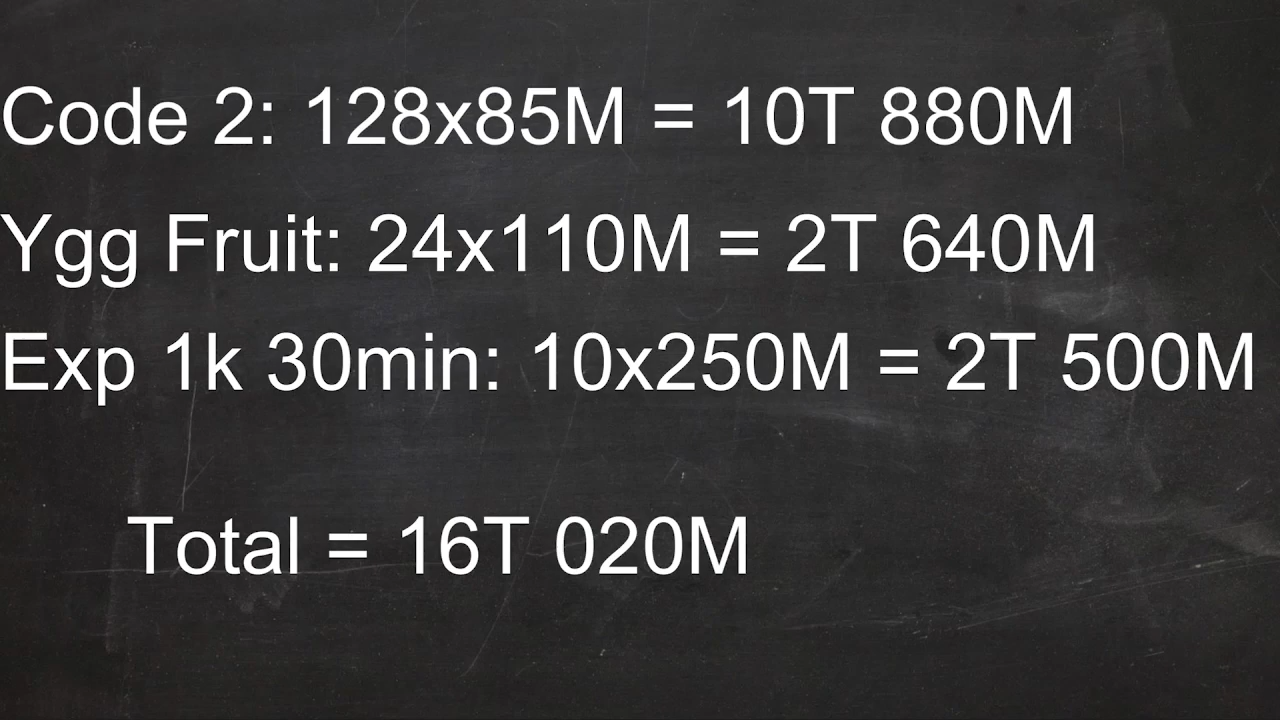 Code 2: 128x85M = 10T 880M
Ygg Fruit: 24x110M = 2T 640M
Exp 1k 30min: 10x250M = 2T 500M
Total = 16T 020M